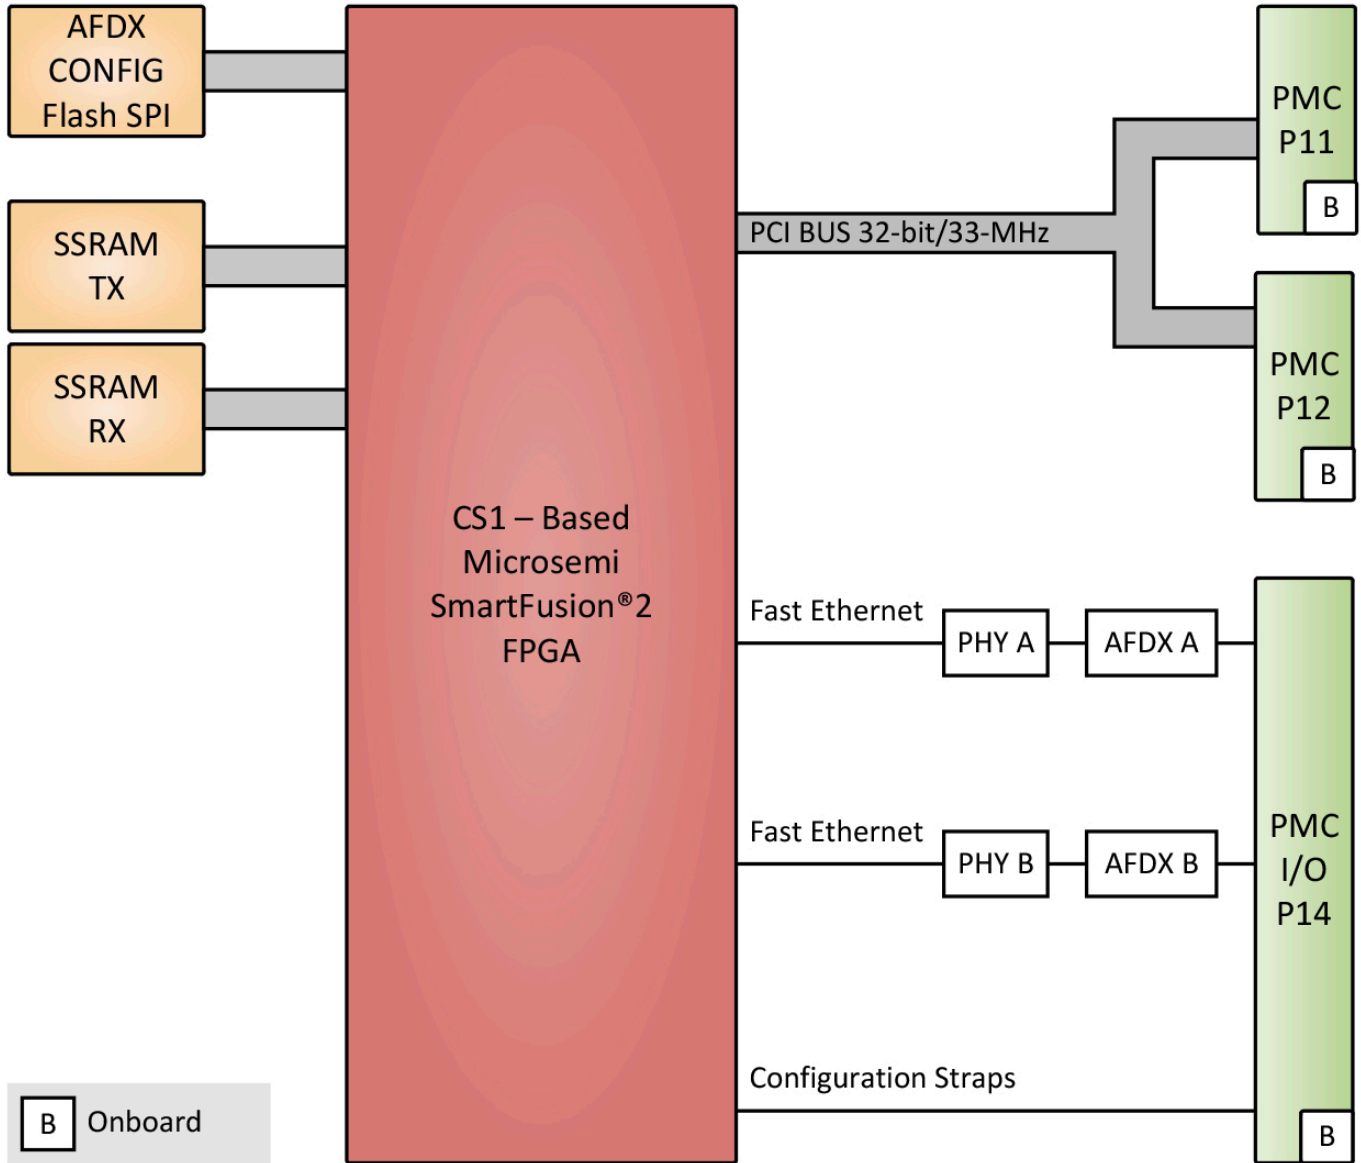 AFDX
CONFIG
Flash SPI
SSRAM
TX
SSRAM
RX
CS1 – Based
Microsemi
SmartFusion®2
FPGA
PCI BUS 32-bit/33-MHz
PMC
P11
B
PMC
P12
B
Fast Ethernet
PHY A
AFDX A
Fast Ethernet
PHY B
AFDX B
PMC
I/O
P14
Configuration Straps
B
B Onboard